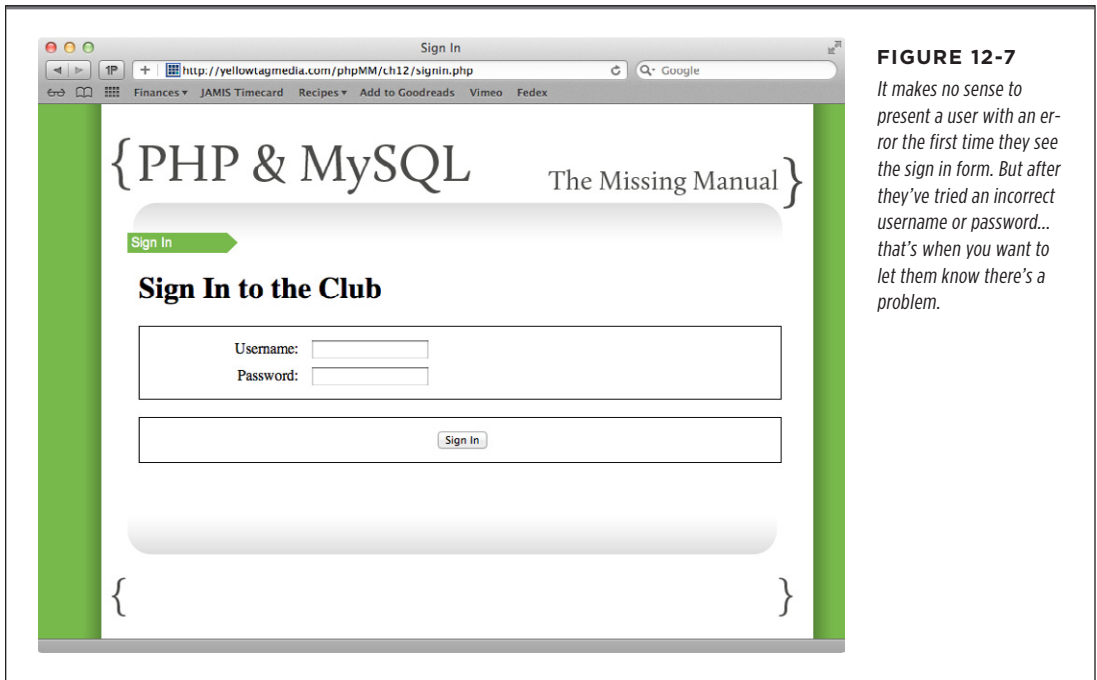 Sign In
1P
+
http://yellowtagmedia.com/phpMM/ch12/signin.php
Google
Finances JAMIS Timecard Recipes Add to Goodreads Vimeo Fedex
{PHP & MySQL
The Missing Manual}
Sign In
Sign In to the Club
Username:
Password:
Sign In
{ }
FIGURE 12-7
It makes no sense to
present a user with an er-
ror the first time they see
the sign in form. But after
they've tried an incorrect
username or password...
that's when you want to
let them know there's a
problem.